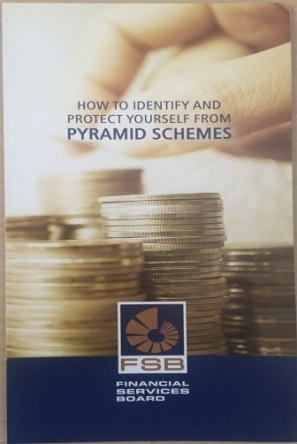 HOW TO IDENTIFY AND
PROTECT YOURSELF FROM
PYRAMID SCHEMES
FSB
FINANCIAL
SERVICES
BOARD